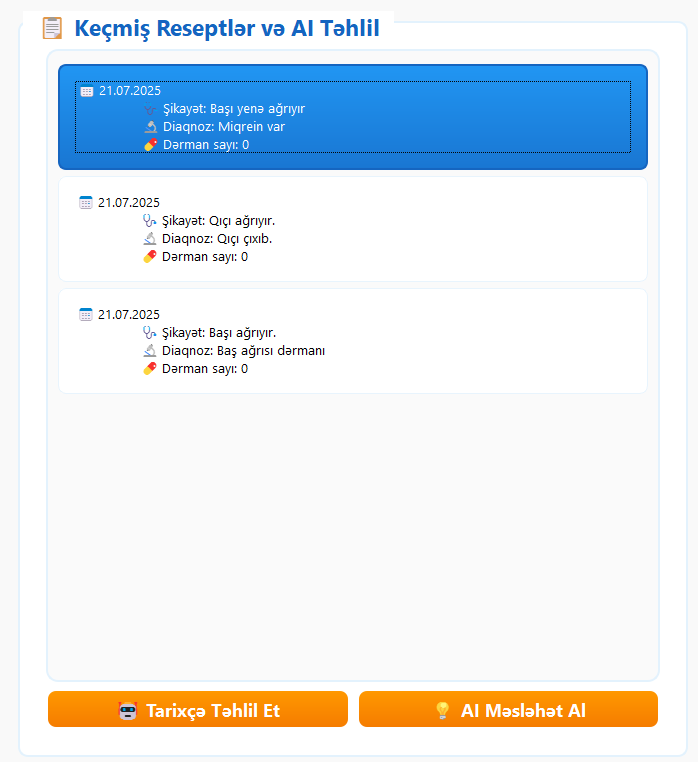 Keçmiş Reseptlər və AI Təhlil
21.07.2025
Şikayət: Başı yenə ağrıyır
Diaqnoz: Miqrein var
Dərman sayı: 0
21.07.2025
Şikayət: Qıçı ağrıyır.
Diaqnoz: Qıçı çıxıb.
Dərman sayı: 0
21.07.2025
Şikayət: Başı ağrıyır.
Diaqnoz: Baş ağrısı dərmanı
Dərman sayı: 0
Tarixçə Təhlil Et
AI Məsləhət Al